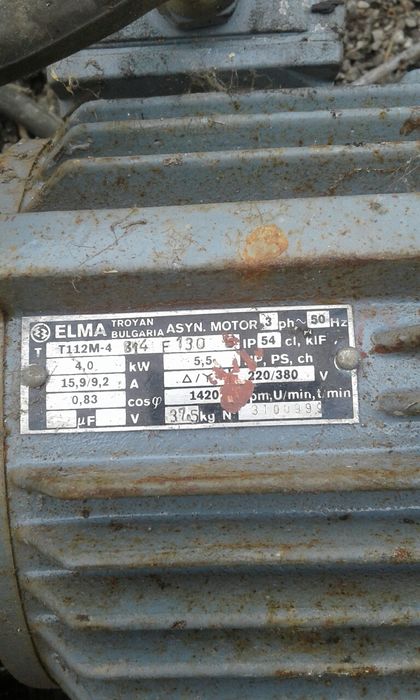 ELMA TROYAN BULGARIA ASYN. MOTOR 3 ph~ 50 Hz
T T112M-4 F 130 IP 54 cl, kIF.
4,0 kW 5,5 HP, PS, ch
15,9/9,2 A Δ/Y 220/380 V
0,83 cosφ 1420 rpm,U/min,t/min
μF V 37,5 kg N° 3100999